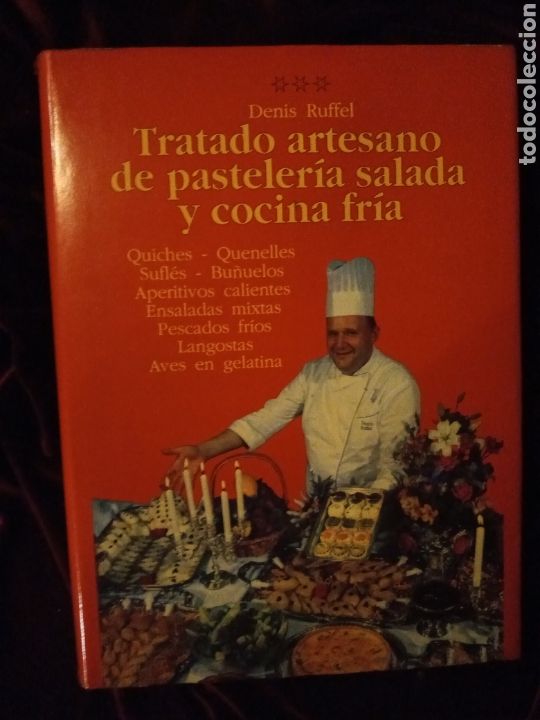 Denis Ruffel
Tratado artesano
de pastelería salada
y cocina fría
Quiches - Quenelles
Suflés - Buñuelos
Aperitivos calientes
Ensaladas mixtas
Pescados fríos
Langostas
Aves en gelatina
todocoleccion